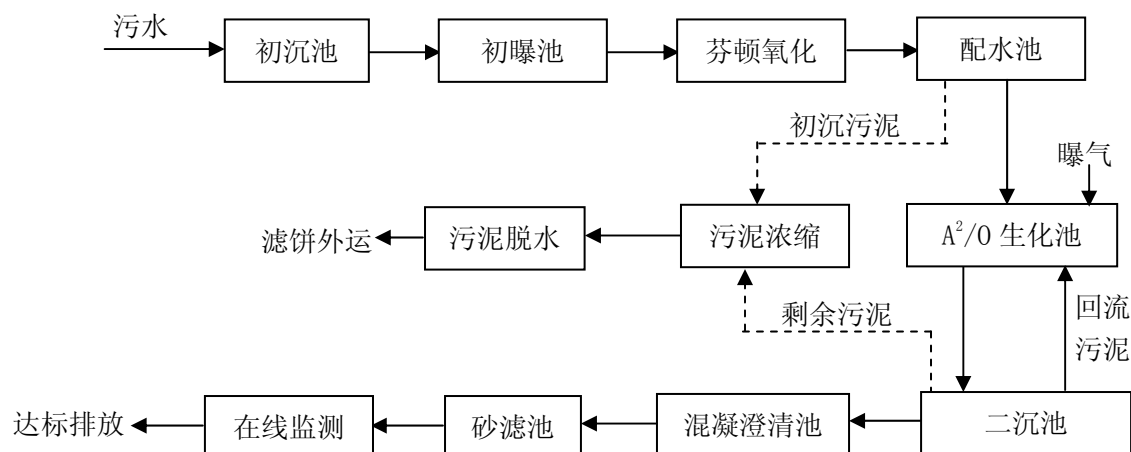 污水
初沉池
初曝池
芬顿氧化
配水池
初沉污泥
曝气
滤饼外运
污泥脱水
污泥浓缩
A²/O 生化池
剩余污泥
回流
污泥
达标排放
在线监测
砂滤池
混凝澄清池
二沉池